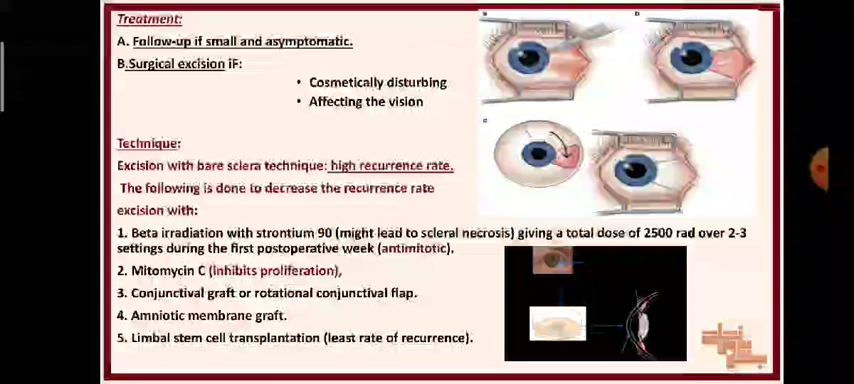 Treatment:
A. Follow-up if small and asymptomatic.
B.Surgical excision iF:
• Cosmetically disturbing
• Affecting the vision
Technique:
Excision with bare sclera technique: high recurrence rate.
The following is done to decrease the recurrence rate
excision with:
1. Beta irradiation with strontium 90 (might lead to scleral necrosis) giving a total dose of 2500 rad over 2-3
settings during the first postoperative week (antimitotic).
2. Mitomycin C (inhibits proliferation),
3. Conjunctival graft or rotational conjunctival flap.
4. Amniotic membrane graft.
5. Limbal stem cell transplantation (least rate of recurrence).
a
b
c